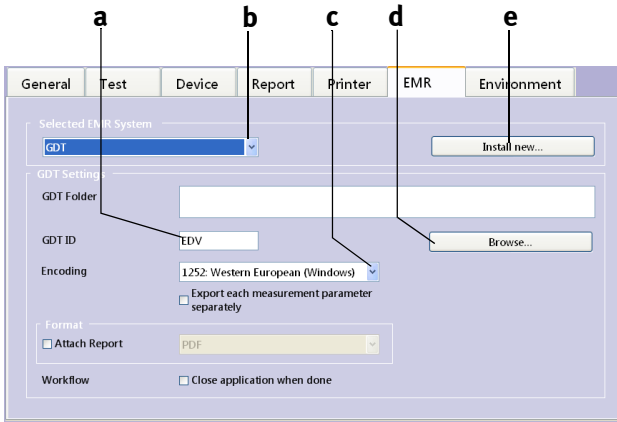 a b c d e
General Test Device Report Printer EMR Environment
Selected EMR System
GDT Install new...
GDT Settings
GDT Folder
GDT ID EDV Browse...
Encoding 1252: Western European (Windows)
Export each measurement parameter
separately
Format
Attach Report PDF
Workflow Close application when done